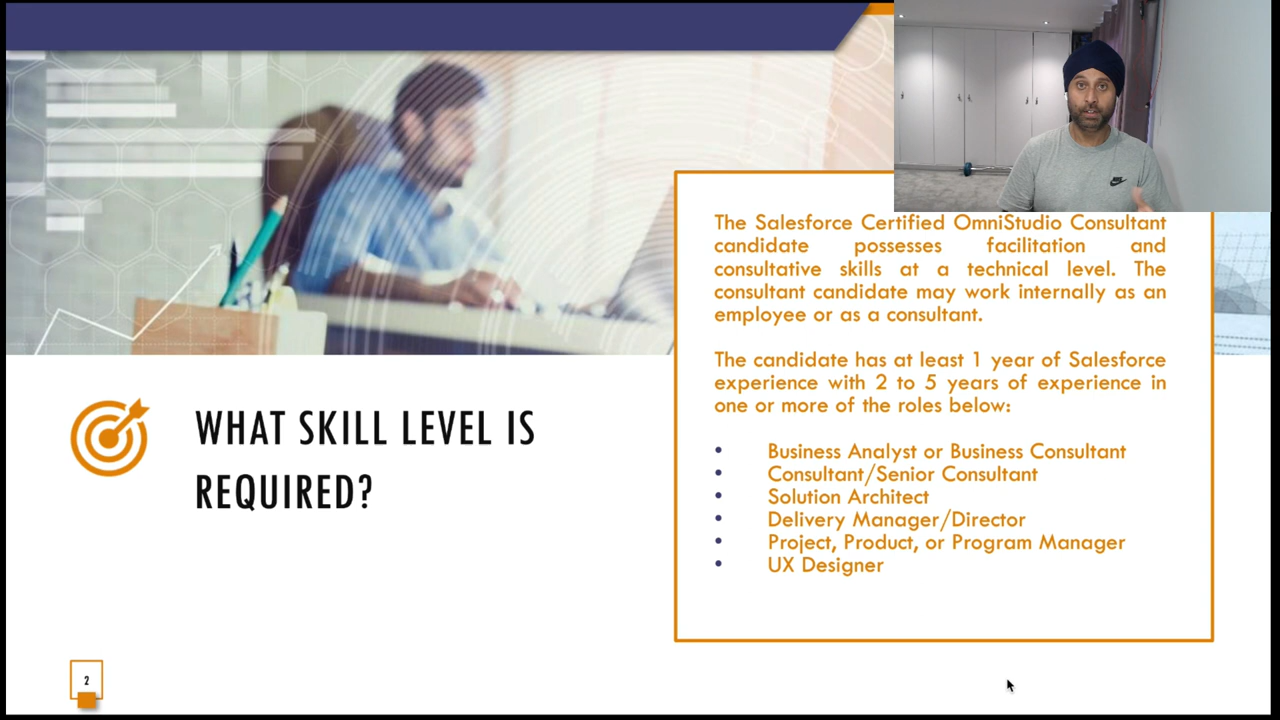 The Salesforce Certified OmniStudio Consultant
candidate possesses facilitation and
consultative skills at a technical level. The
consultant candidate may work internally as an
employee or as a consultant.
The candidate has at least 1 year of Salesforce
experience with 2 to 5 years of experience in
one or more of the roles below:
• Business Analyst or Business Consultant
• Consultant/Senior Consultant
• Solution Architect
• Delivery Manager/Director
• Project, Product, or Program Manager
• UX Designer
WHAT SKILL LEVEL IS
REQUIRED?
2